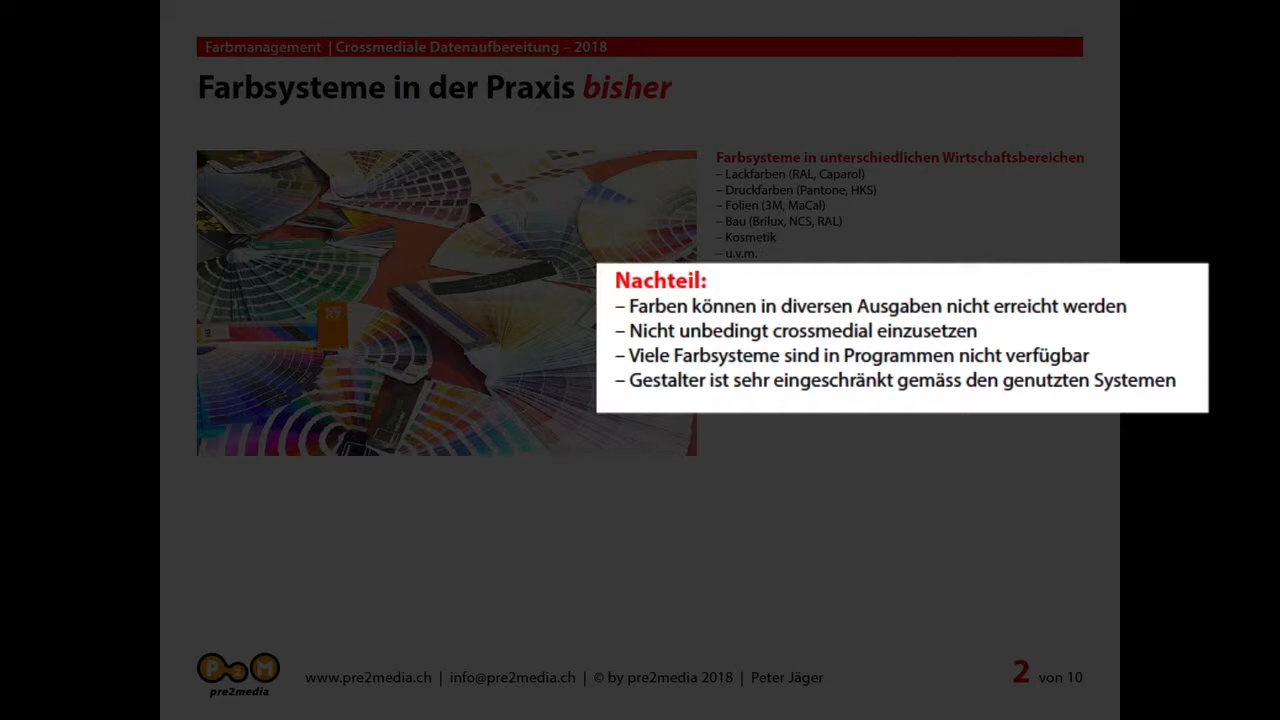 Farbmanagement | Crossmediale Datenaufbereitung – 2018
Farbsysteme in der Praxis bisher
Farbsysteme in unterschiedlichen Wirtschaftsbereichen
– Lackfarben (RAL, Caparol)
– Druckfarben (Pantone, HKS)
– Folien (3M, MaCal)
– Bau (Brilux, NCS, RAL)
– Kosmetik
– u.v.m.
Nachteil:
– Farben können in diversen Ausgaben nicht erreicht werden
– Nicht unbedingt crossmedial einzusetzen
– Viele Farbsysteme sind in Programmen nicht verfügbar
– Gestalter ist sehr eingeschränkt gemäss den genutzten Systemen
P2M
pre2media
www.pre2media.ch | info@pre2media.ch | © by pre2media 2018 | Peter Jäger
2 von 10